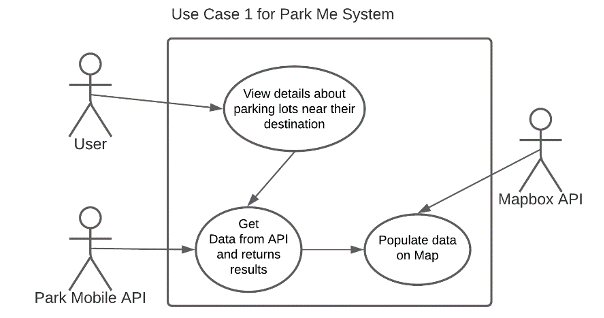 Use Case 1 for Park Me System
View details about
parking lots near their
destination
User
Mapbox API
Get
Data from API
and returns
results
Populate data
on Map
Park Mobile API